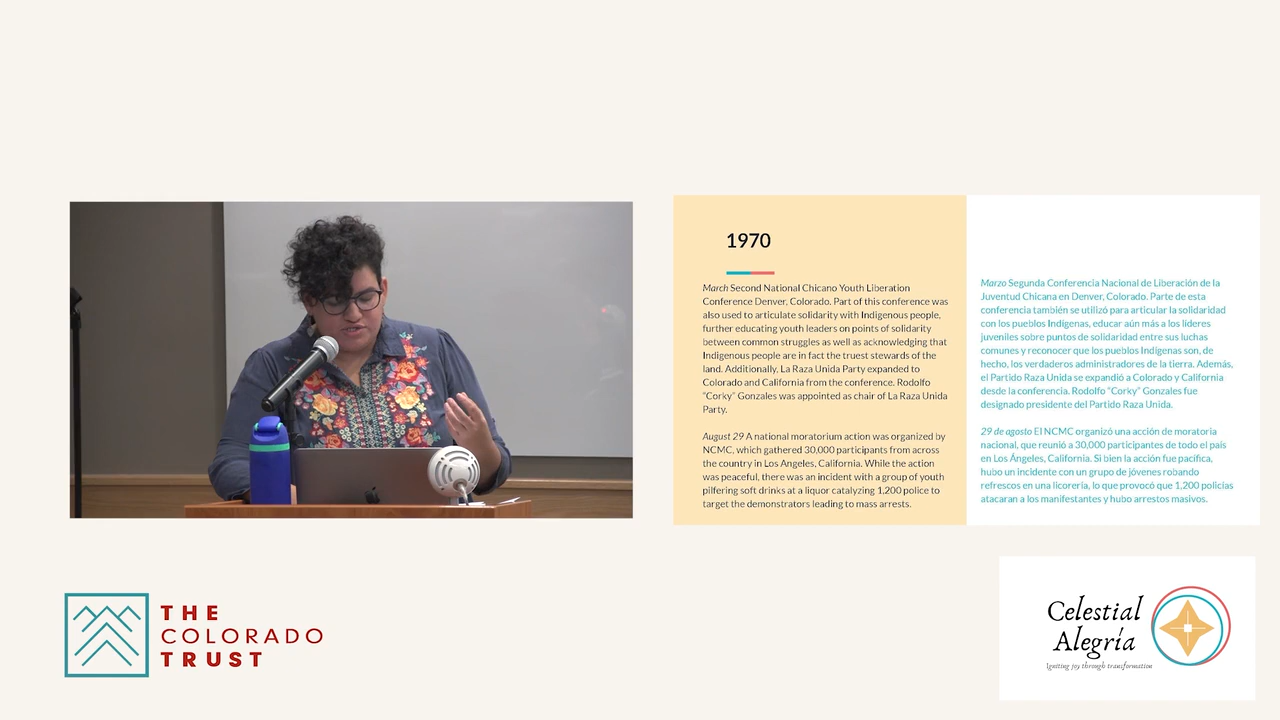 1970
March Second National Chicano Youth Liberation
Conference Denver, Colorado. Part of this conference was
also used to articulate solidarity with Indigenous people,
further educating youth leaders on points of solidarity
between common struggles as well as acknowledging that
Indigenous people are in fact the truest stewards of the
land. Additionally, La Raza Unida Party expanded to
Colorado and California from the conference. Rodolfo
"Corky" Gonzales was appointed as chair of La Raza Unida
Party.
August 29 A national moratorium action was organized by
NCMC, which gathered 30,000 participants from across
the country in Los Angeles, California. While the action
was peaceful, there was an incident with a group of youth
pilfering soft drinks at a liquor catalyzing 1,200 police to
target the demonstrators leading to mass arrests.
Marzo Segunda Conferencia Nacional de Liberación de la
Juventud Chicana en Denver, Colorado. Parte de esta
conferencia también se utilizó para articular la solidaridad
con los pueblos Indígenas, educar aún más a los líderes
juveniles sobre puntos de solidaridad entre sus luchas
comunes y reconocer que los pueblos Indígenas son, de
hecho, los verdaderos administradores de la tierra. Además,
el Partido Raza Unida se expandió a Colorado y California
desde la conferencia. Rodolfo "Corky" Gonzales fue
designado presidente del Partido Raza Unida.
29 de agosto El NCMC organizó una acción de moratoria
nacional, que reunió a 30,000 participantes de todo el país
en Los Ángeles, California. Si bien la acción fue pacífica,
hubo un incidente con un grupo de jóvenes robando
refrescos en una licorería, lo que provocó que 1,200 policías
atacaran a los manifestantes y hubo arrestos masivos.
THE
COLORADO
TRUST
Celestial
Alegría
Igniting joy through transformation